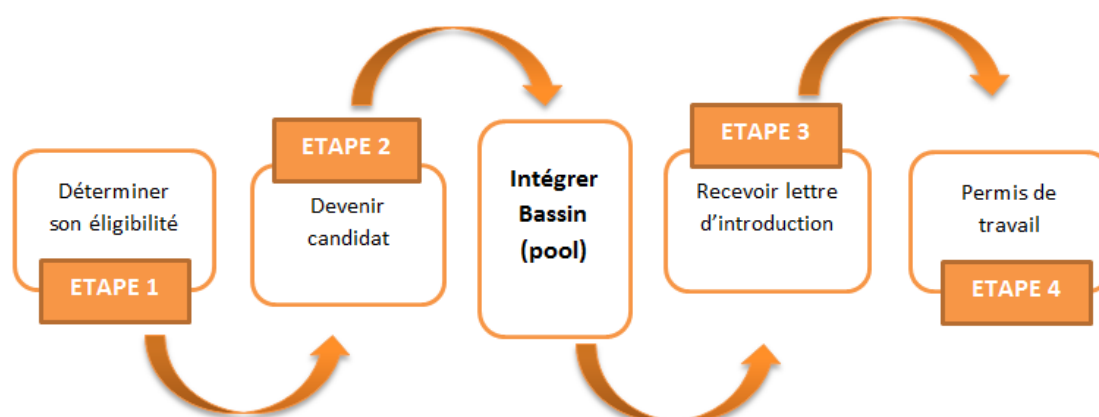 Déterminer
son éligibilité
ETAPE 1
ETAPE 2
Devenir
candidat
Intégrer
Bassin
(pool)
ETAPE 3
Recevoir lettre
d'introduction
Permis de
travail
ETAPE 4